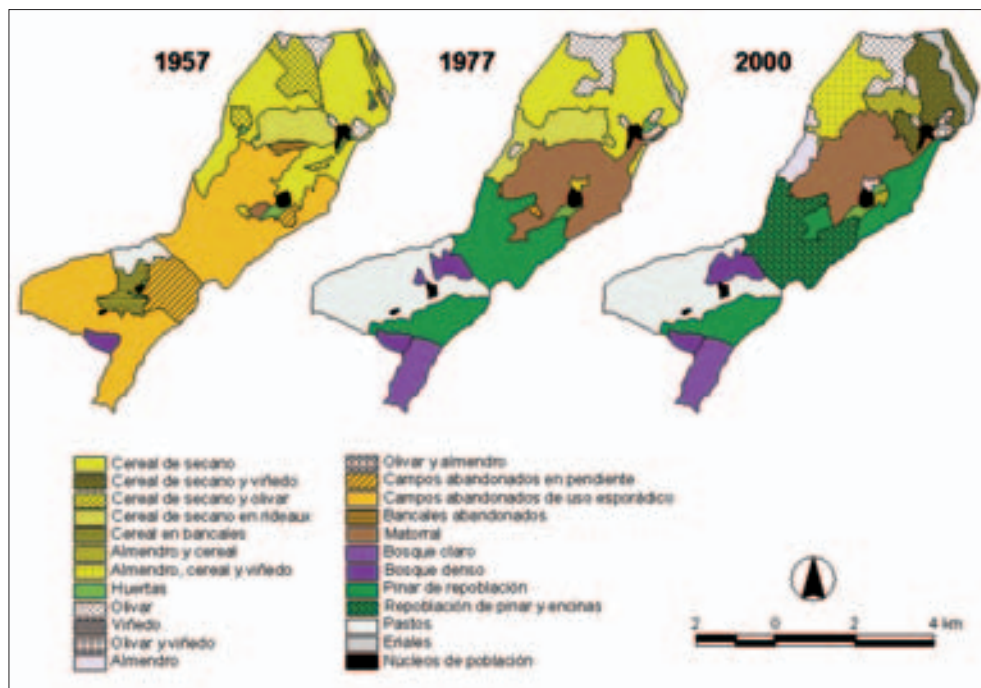 1957
1977
2000
Cereal de secano
Cereal de secano y viñedo
Cereal de secano y olivar
Cereal de secano en rideaux
Cereal en bancales
Almendro y cereal
Almendro, cereal y viñedo
Huertas
Olivar
Viñedo
Olivar y viñedo
Almendro
Olivar y almendro
Campos abandonados en pendiente
Campos abandonados de uso esporádico
Bancales abandonados
Matorral
Bosque claro
Bosque denso
Pinar de repoblación
Repoblación de pinar y encinas
Pastos
Eriales
Núcleos de población
2 0 2 4 km